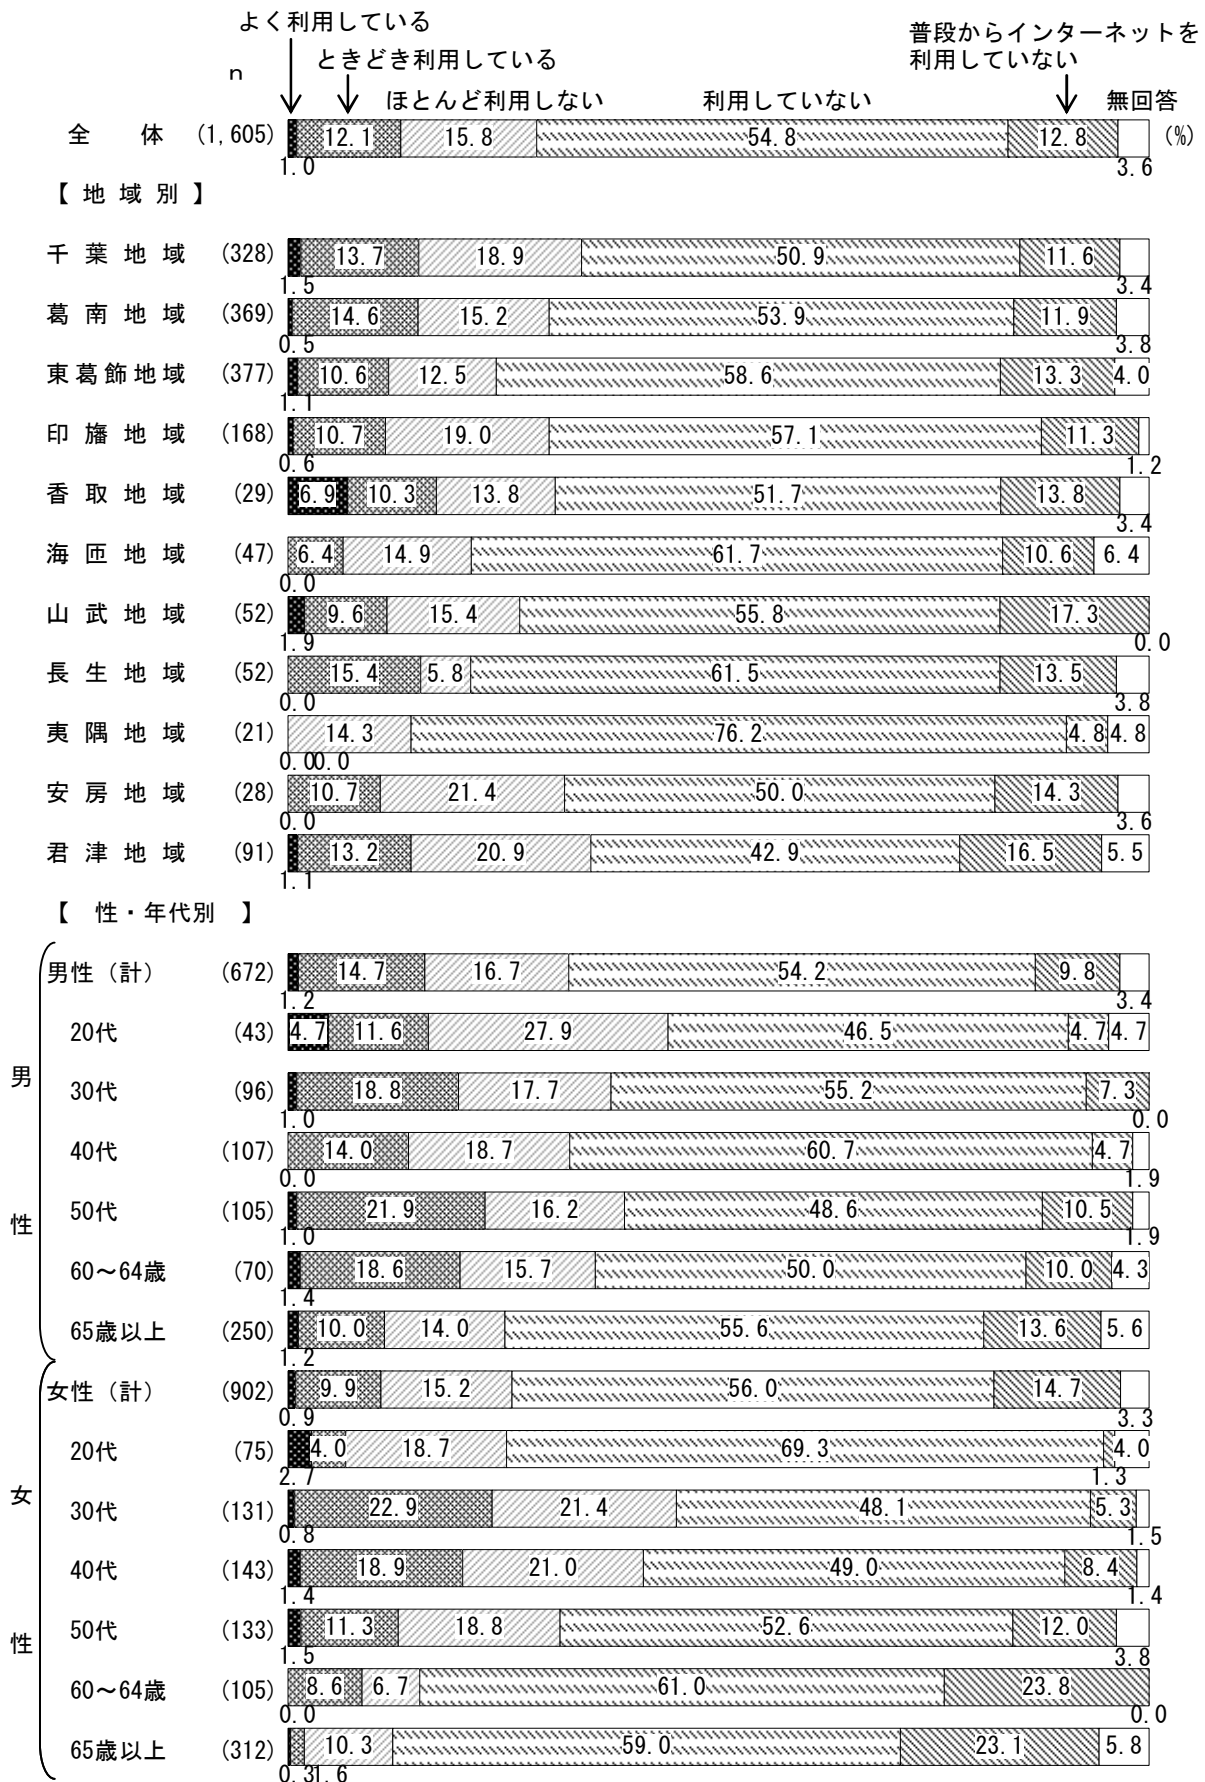 よく利用している
ときどき利用している
普段からインターネットを
利用していない
n
ほとんど利用しない 利用していない 無回答
全 体 (1,605) 12.1 15.8 54.8 12.8 (%)
1.0 3.6
【 地 域 別 】
千 葉 地 域 (328) 13.7 18.9 50.9 11.6
1.5 3.4
葛 南 地 域 (369) 14.6 15.2 53.9 11.9
0.5 3.8
東葛飾地域 (377) 10.6 12.5 58.6 13.3 4.0
1.1
印 旛 地 域 (168) 10.7 19.0 57.1 11.3
0.6 1.2
香 取 地 域 (29) 6.9 10.3 13.8 51.7 13.8
3.4
海 匝 地 域 (47) 6.4 14.9 61.7 10.6 6.4
0.0
山 武 地 域 (52) 9.6 15.4 55.8 17.3
1.9 0.0
長 生 地 域 (52) 15.4 5.8 61.5 13.5
0.0 3.8
夷 隅 地 域 (21) 14.3 76.2 4.8 4.8
0.0 0.0
安 房 地 域 (28) 10.7 21.4 50.0 14.3
0.0 3.6
君 津 地 域 (91) 13.2 20.9 42.9 16.5 5.5
1.1
【 性・年代別 】
男性（計） (672) 14.7 16.7 54.2 9.8
1.2 3.4
20代 (43) 4.7 11.6 27.9 46.5 4.7 4.7
男
30代 (96) 18.8 17.7 55.2 7.3
1.0 0.0
40代 (107) 14.0 18.7 60.7 4.7
0.0 1.9
50代 (105) 21.9 16.2 48.6 10.5
性
1.0 1.9
60～64歳 (70) 18.6 15.7 50.0 10.0 4.3
1.4
65歳以上 (250) 10.0 14.0 55.6 13.6 5.6
1.2
女性（計） (902) 9.9 15.2 56.0 14.7
0.9 3.3
20代 (75) 4.0 18.7 69.3 4.0
2.7 1.3
女
30代 (131) 22.9 21.4 48.1 5.3
0.8 1.5
40代 (143) 18.9 21.0 49.0 8.4
1.4 1.4
50代 (133) 11.3 18.8 52.6 12.0
性
1.5 3.8
60～64歳 (105) 8.6 6.7 61.0 23.8
0.0 0.0
65歳以上 (312) 10.3 59.0 23.1 5.8
0.3 1.6